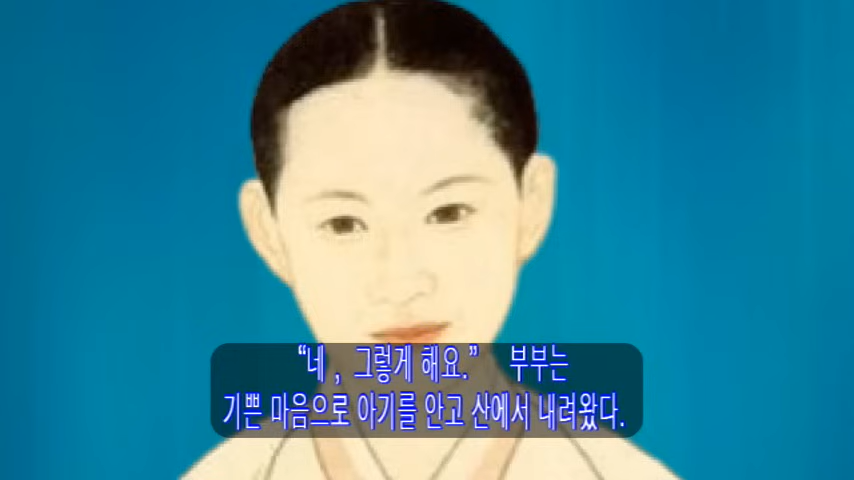 “네 , 그렇게 해요.” 부부는
기쁜 마음으로 아기를 안고 산에서 내려왔다.